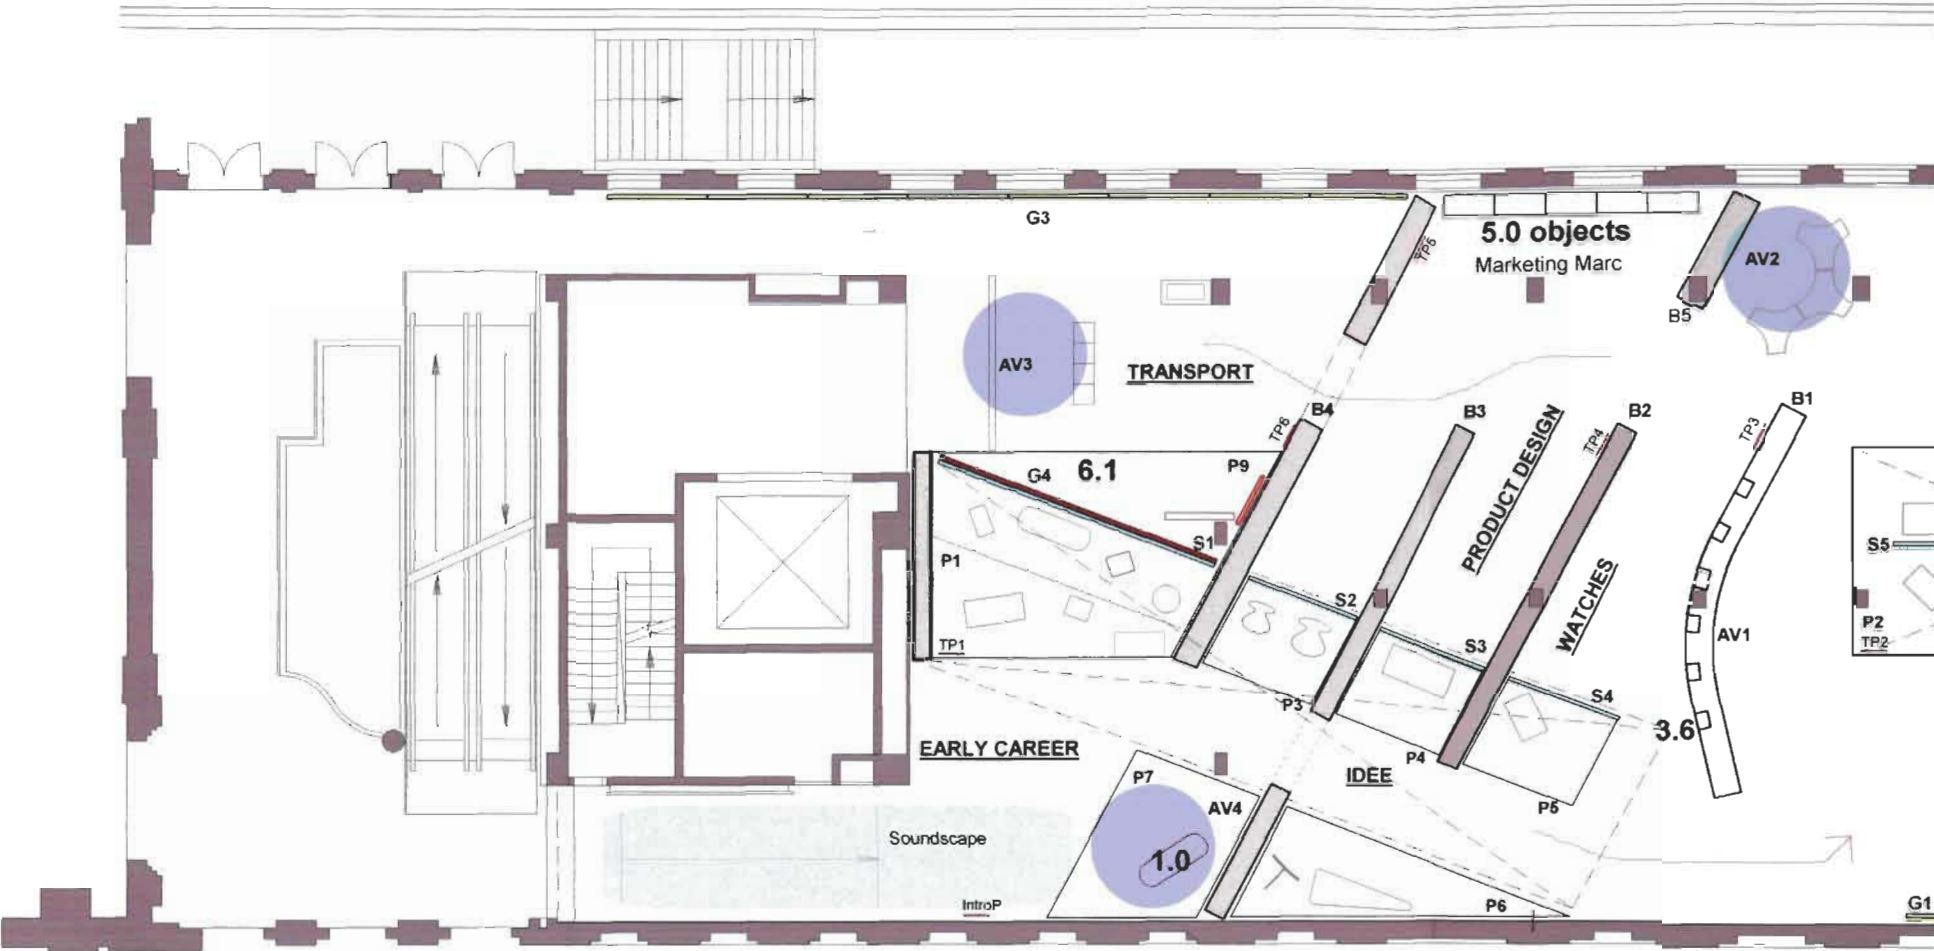 G3
5.0 objects
Marketing Marc
TP5
AV2
B5
AV3
TRANSPORT
B4
B3
B2
B1
TP6
TP4
TP3
G4
6.1
P9
PRODUCT DESIGN
S1
P1
S5
WATCHES
S2
P2
TP2
AV1
TP1
S3
S4
P3
3.6
EARLY CAREER
P4
IDEE
P7
AV4
P5
Soundscape
1.0
IntroP
P6
G1